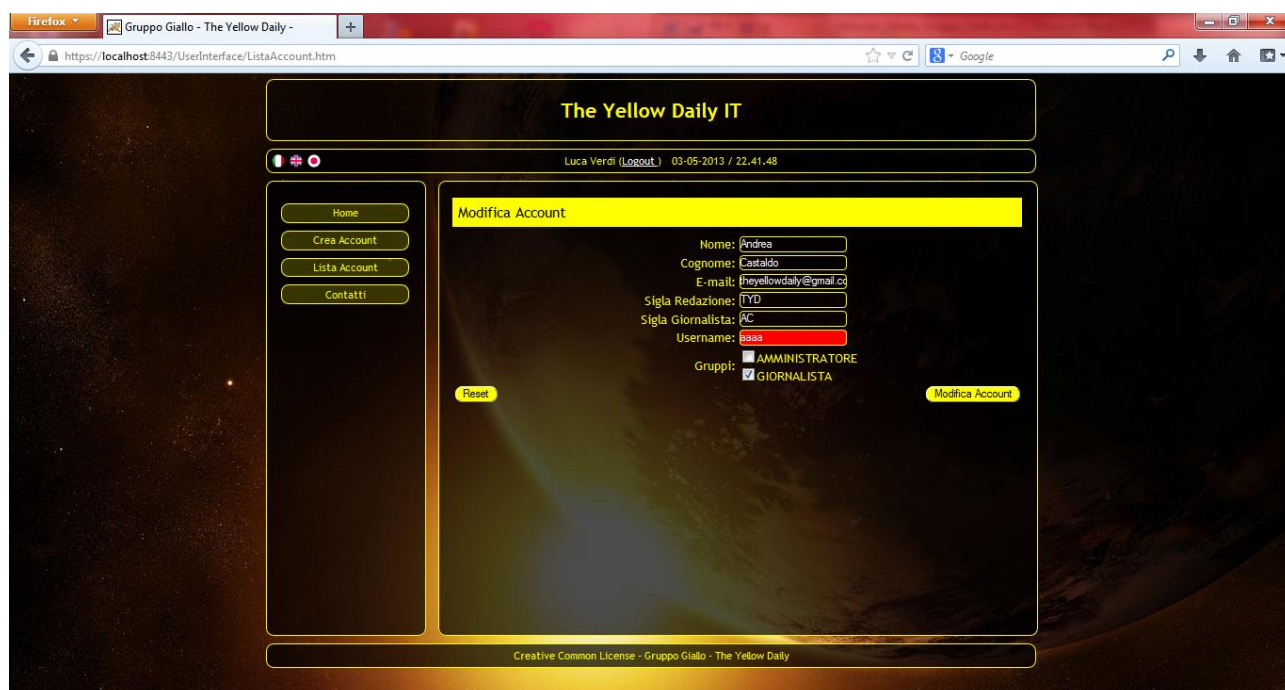 Firefox
Gruppo Giallo - The Yellow Daily -
https://localhost:8443/UserInterface/ListaAccount.htm
Google
The Yellow Daily IT
Luca Verdi (Logout ) 03-05-2013 / 22.41.48
Home
Crea Account
Lista Account
Contatti
Modifica Account
Nome: Andrea
Cognome: Castaldo
E-mail: theyellowdaily@gmail.co
Sigla Redazione: TYD
Sigla Giornalista: AC
Username: aaaa
Gruppi:
AMMINISTRATORE
GIORNALISTA
Reset
Modifica Account
Creative Common License - Gruppo Giallo - The Yellow Daily